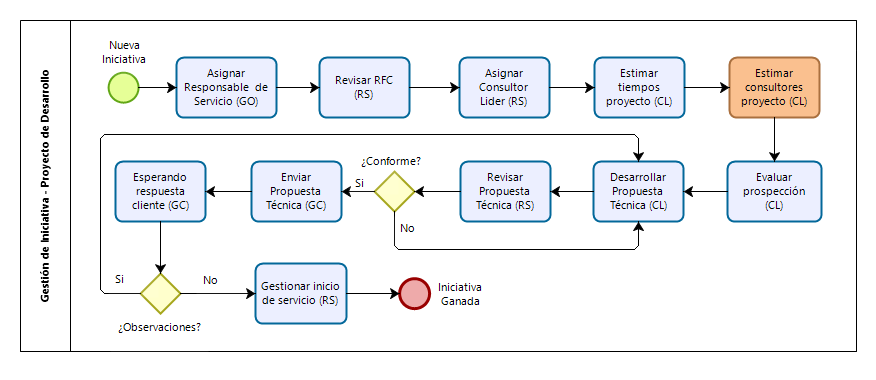 Gestión de Iniciativa - Proyecto de Desarrollo
Nueva
Iniciativa
Asignar
Responsable de
Servicio (GO)
Revisar RFC
(RS)
Asignar
Consultor
Lider (RS)
Estimar
tiempos
proyecto (CL)
Estimar
consultores
proyecto (CL)
Esperando
respuesta
cliente (GC)
Enviar
Propuesta
Técnica (GC)
¿Conforme?
Si
No
Revisar
Propuesta
Técnica (RS)
Desarrollar
Propuesta
Técnica (CL)
Evaluar
prospección
(CL)
Si
No
¿Observaciones?
Gestionar inicio
de servicio (RS)
Iniciativa
Ganada